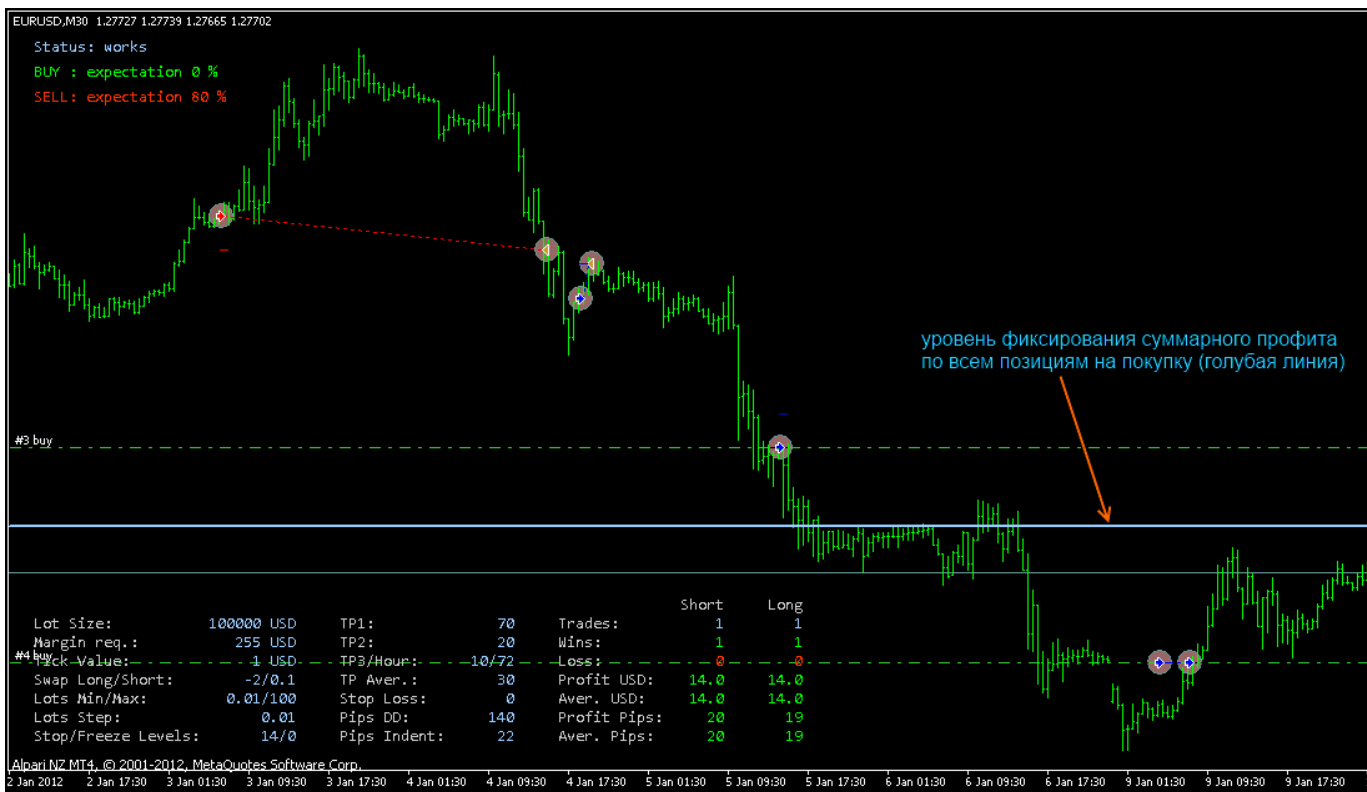 EURUSD,M30 1.27727 1.27739 1.27665 1.27702
Status: works
BUY : expectation 0 %
SELL: expectation 80 %
уровень фиксирования суммарного профита
по всем позициям на покупку (голубая линия)
#3 buy
Short Long
Lot Size: 100000 USD TP1: 70 Trades: 1 1
Margin req.: 255 USD TP2: 20 Wins: 1 1
#4 buy
Tick Value: 1 USD TP3/Hour: 10/72 Loss: 0 0
Swap Long/Short: -2/0.1 TP Aver.: 30 Profit USD: 14.0 14.0
Lots Min/Max: 0.01/100 Stop Loss: 0 Aver. USD: 14.0 14.0
Lots Step: 0.01 Pips DD: 140 Profit Pips: 20 19
Stop/Freeze Levels: 14/0 Pips Indent: 22 Aver. Pips: 20 19
Alpari NZ MT4, © 2001-2012, MetaQuotes Software Corp.
2 Jan 2012 2 Jan 17:30 3 Jan 01:30 3 Jan 09:30 3 Jan 17:30 4 Jan 01:30 4 Jan 09:30 4 Jan 17:30 5 Jan 01:30 5 Jan 09:30 5 Jan 17:30 6 Jan 01:30 6 Jan 09:30 6 Jan 17:30 9 Jan 01:30 9 Jan 09:30 9 Jan 17:30